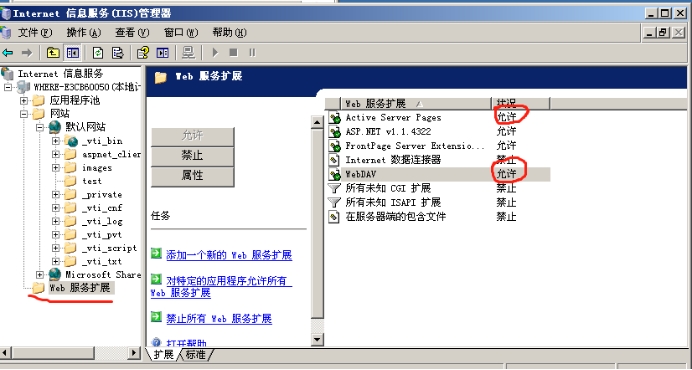 Internet 信息服务(IIS)管理器
文件(F) 操作(A) 查看(V) 窗口(W) 帮助(H)
Internet 信息服务
WHERE-E3CB60050(本地计
应用程序池
网站
默认网站
_vti_bin
aspnet_clien
images
test
_private
_vti_cnf
_vti_log
_vti_pvt
_vti_script
_vti_txt
Microsoft Share
Web 服务扩展
Web 服务扩展
允许
禁止
属性
任务
添加一个新的 Web 服务扩展
对特定的应用程序允许所有
Web 服务扩展
禁止所有 Web 服务扩展
打开帮助
Web 服务扩展 状况
Active Server Pages 允许
ASP.NET v1.1.4322 允许
FrontPage Server Extensio... 允许
Internet 数据连接器 禁止
WebDAV 允许
所有未知 CGI 扩展 禁止
所有未知 ISAPI 扩展 禁止
在服务器端的包含文件 禁止
扩展 标准